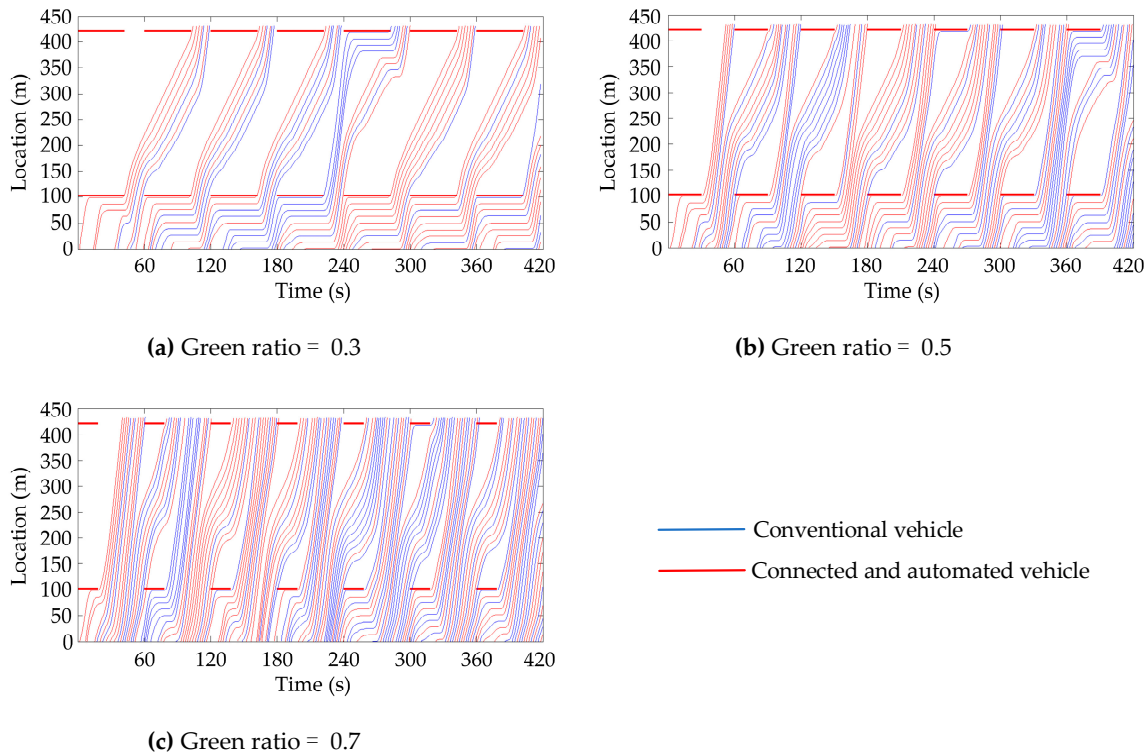 450
400
350
300
250
200
150
100
50
0
Location (m)
60 120 180 240 300 360 420
Time (s)
(a) Green ratio = 0.3
450
400
350
300
250
200
150
100
50
0
Location (m)
60 120 180 240 300 360 420
Time (s)
(b) Green ratio = 0.5
450
400
350
300
250
200
150
100
50
0
Location (m)
60 120 180 240 300 360 420
Time (s)
(c) Green ratio = 0.7
Conventional vehicle
Connected and automated vehicle